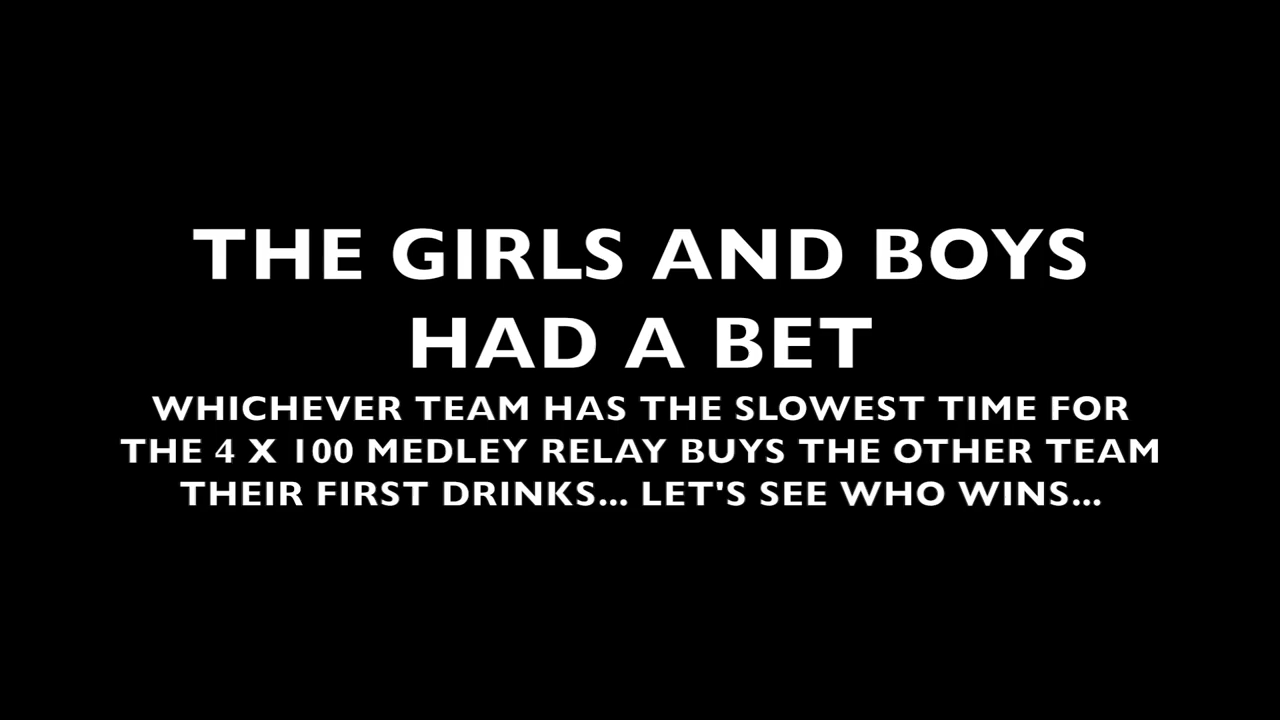 THE GIRLS AND BOYS
HAD A BET
WHICHEVER TEAM HAS THE SLOWEST TIME FOR
THE 4 X 100 MEDLEY RELAY BUYS THE OTHER TEAM
THEIR FIRST DRINKS... LET'S SEE WHO WINS...